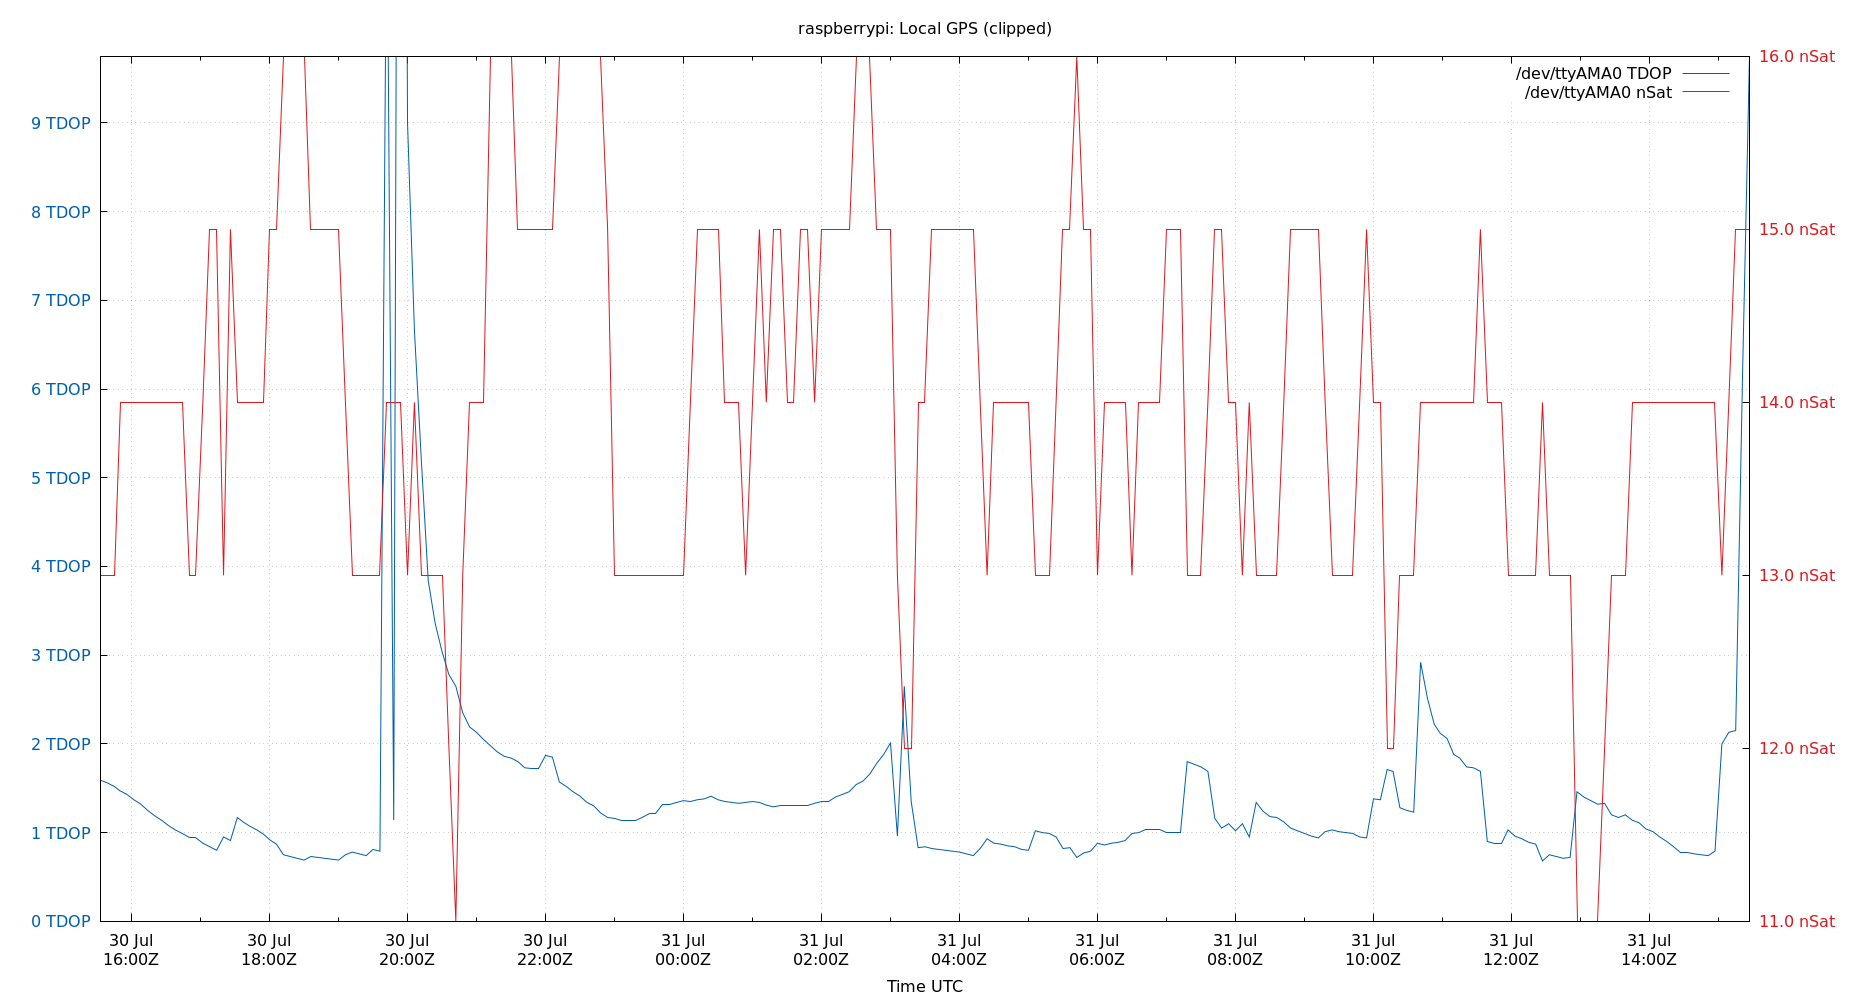 raspberrypi: Local GPS (clipped)
/dev/ttyAMA0 TDOP
/dev/ttyAMA0 nSat
9 TDOP
8 TDOP
7 TDOP
6 TDOP
5 TDOP
4 TDOP
3 TDOP
2 TDOP
1 TDOP
0 TDOP
16.0 nSat
15.0 nSat
14.0 nSat
13.0 nSat
12.0 nSat
11.0 nSat
30 Jul
16:00Z
30 Jul
18:00Z
30 Jul
20:00Z
30 Jul
22:00Z
31 Jul
00:00Z
31 Jul
02:00Z
31 Jul
04:00Z
31 Jul
06:00Z
31 Jul
08:00Z
31 Jul
10:00Z
31 Jul
12:00Z
31 Jul
14:00Z
Time UTC